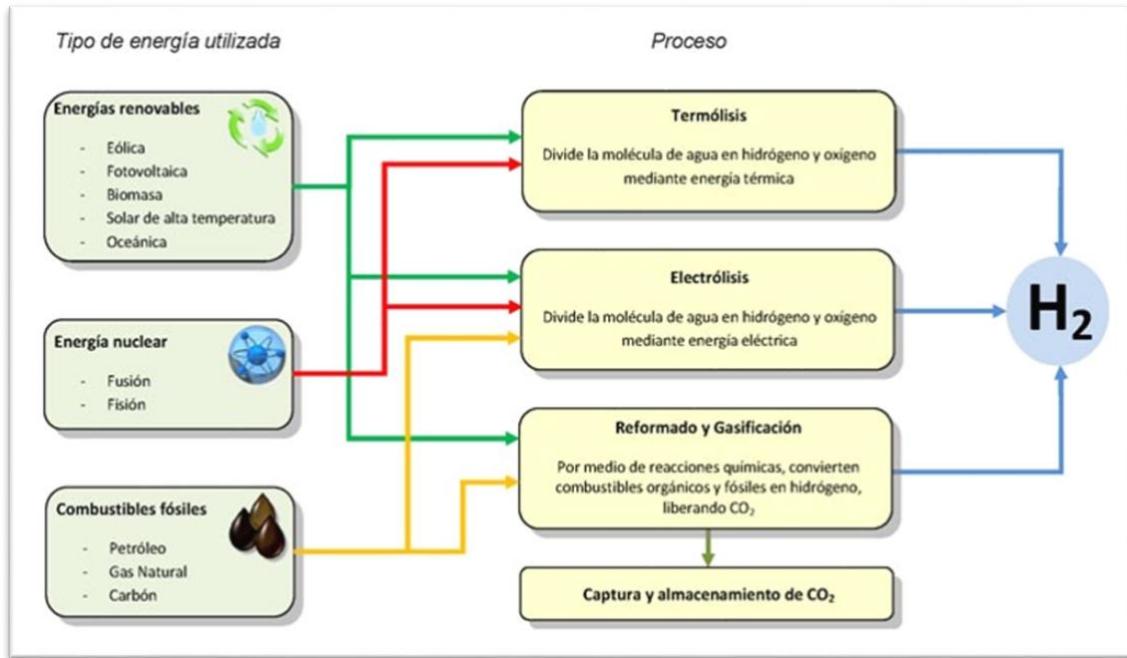 Tipo de energía utilizada
Proceso
Energías renovables
- Eólica
- Fotovoltaica
- Biomasa
- Solar de alta temperatura
- Oceánica
Energía nuclear
- Fusión
- Fisión
Combustibles fósiles
- Petróleo
- Gas Natural
- Carbón
Termólisis
Divide la molécula de agua en hidrógeno y oxígeno
mediante energía térmica
Electrólisis
Divide la molécula de agua en hidrógeno y oxígeno
mediante energía eléctrica
Reformado y Gasificación
Por medio de reacciones químicas, convierten
combustibles orgánicos y fósiles en hidrógeno,
liberando CO₂
Captura y almacenamiento de CO₂
H₂